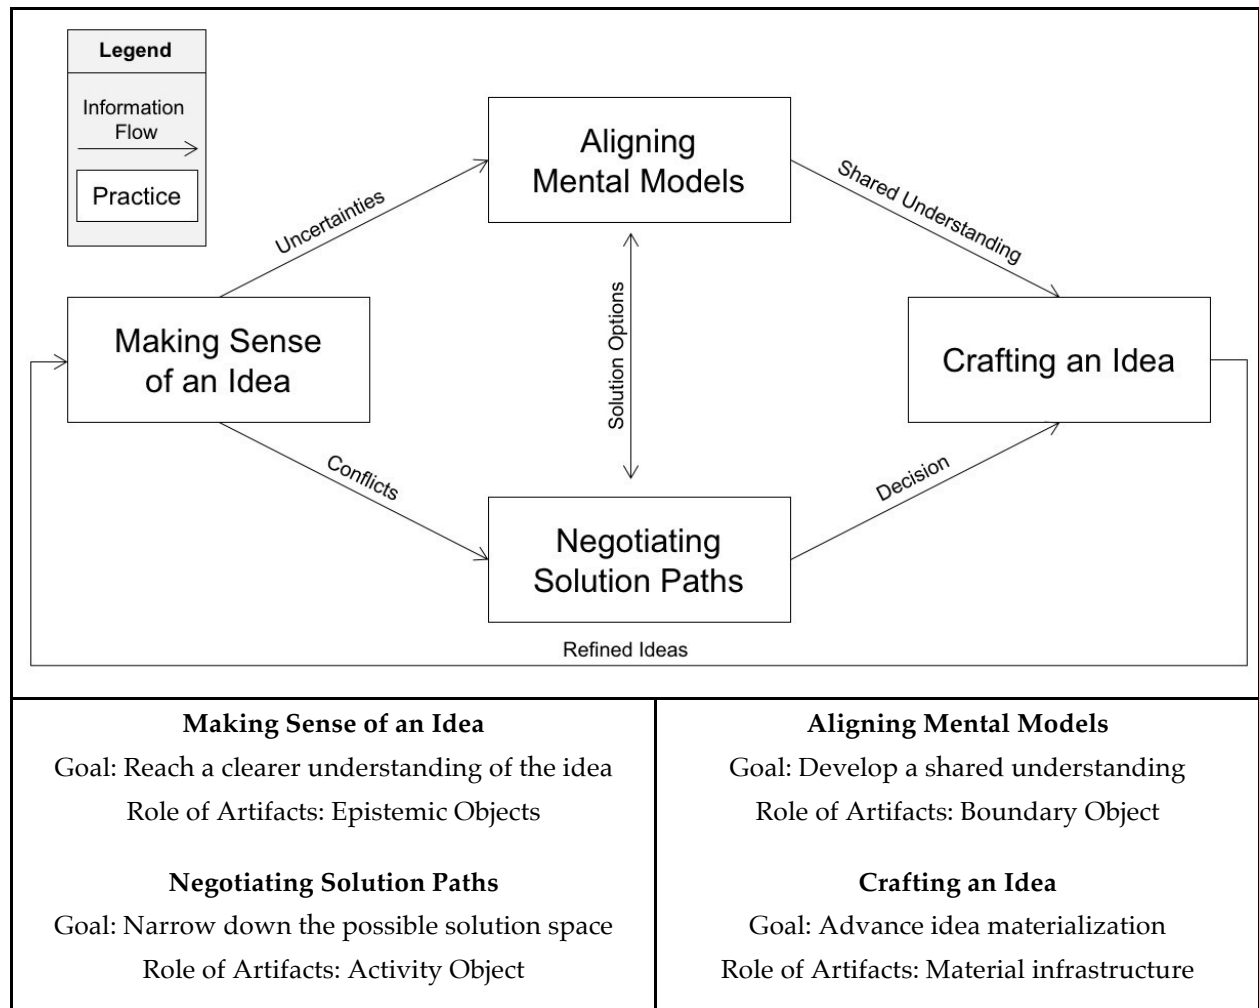 Legend
Information
Flow
Practice
Aligning
Mental Models
Uncertainties
Shared Understanding
Making Sense
of an Idea
Solution Options
Crafting an Idea
Conflicts
Decision
Negotiating
Solution Paths
Refined Ideas
Making Sense of an Idea
Goal: Reach a clearer understanding of the idea
Role of Artifacts: Epistemic Objects
Negotiating Solution Paths
Goal: Narrow down the possible solution space
Role of Artifacts: Activity Object
Aligning Mental Models
Goal: Develop a shared understanding
Role of Artifacts: Boundary Object
Crafting an Idea
Goal: Advance idea materialization
Role of Artifacts: Material infrastructure